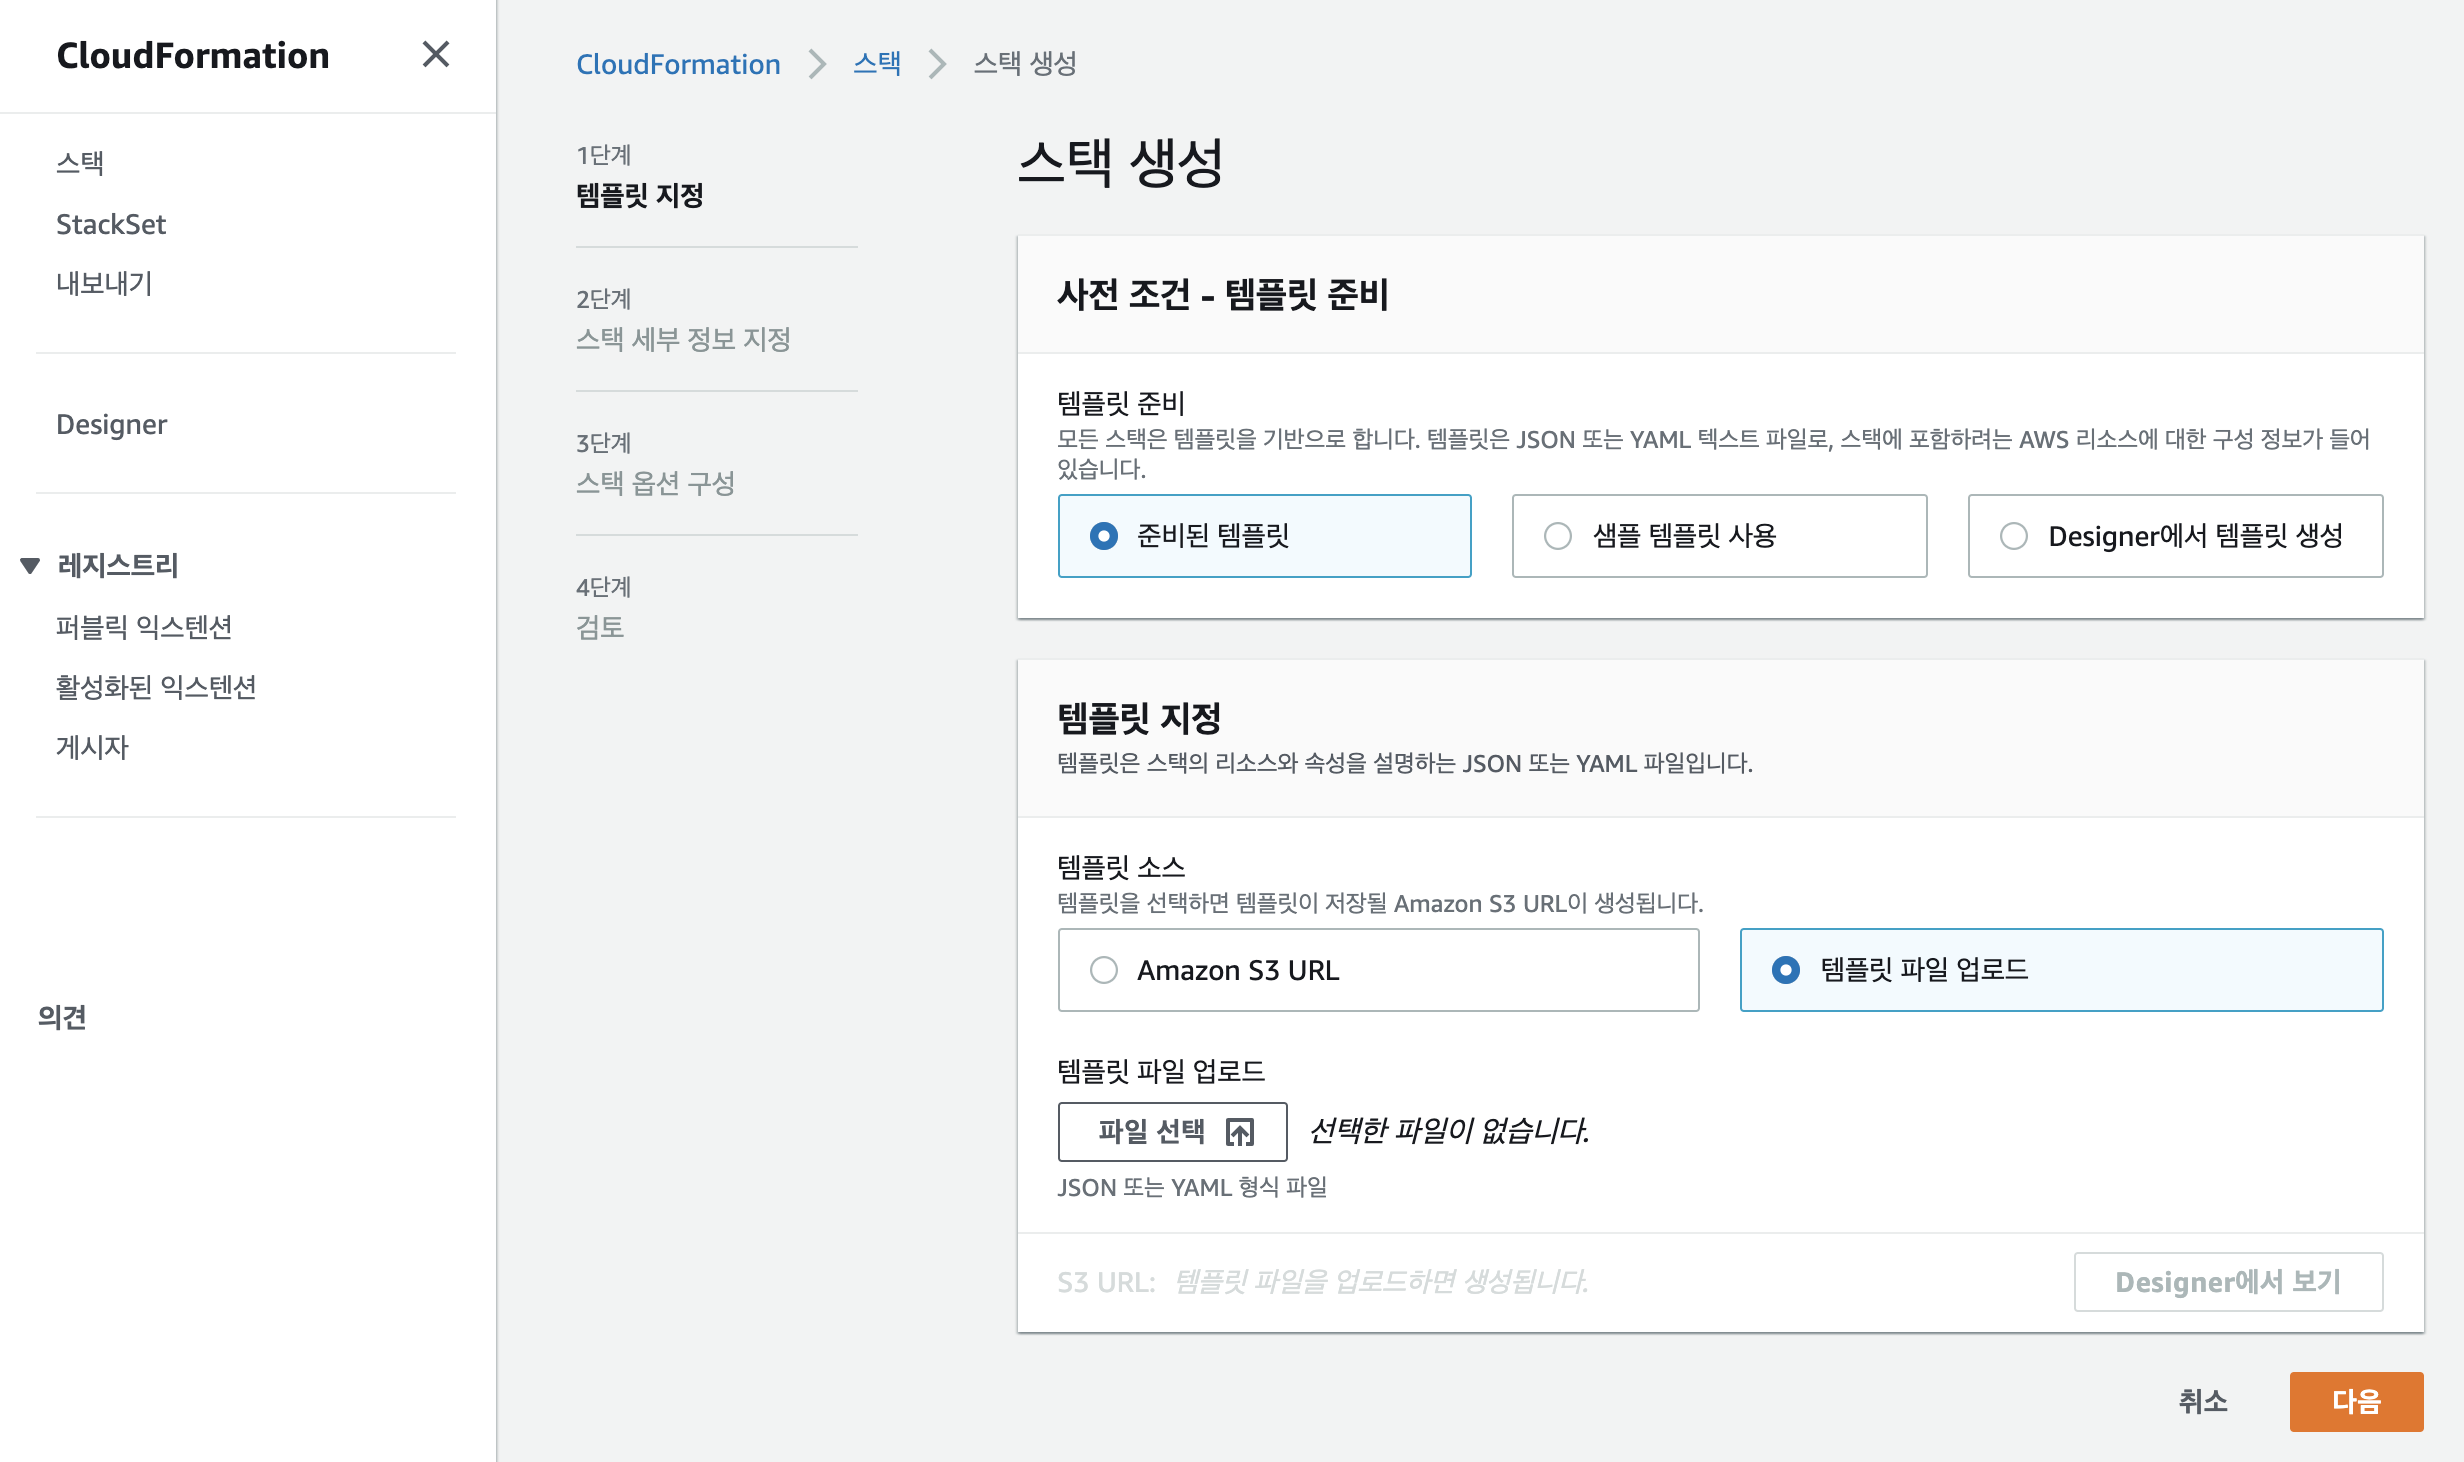 CloudFormation
스택
StackSet
내보내기
Designer
레지스트리
퍼블릭 익스텐션
활성화된 익스텐션
게시자
의견
CloudFormation 스택 스택 생성
1단계
템플릿 지정
2단계
스택 세부 정보 지정
3단계
스택 옵션 구성
4단계
검토
스택 생성
사전 조건 - 템플릿 준비
템플릿 준비
모든 스택은 템플릿을 기반으로 합니다. 템플릿은 JSON 또는 YAML 텍스트 파일로, 스택에 포함하려는 AWS 리소스에 대한 구성 정보가 들어
있습니다.
준비된 템플릿 샘플 템플릿 사용 Designer에서 템플릿 생성
템플릿 지정
템플릿은 스택의 리소스와 속성을 설명하는 JSON 또는 YAML 파일입니다.
템플릿 소스
템플릿을 선택하면 템플릿이 저장될 Amazon S3 URL이 생성됩니다.
Amazon S3 URL 템플릿 파일 업로드
템플릿 파일 업로드
파일 선택 선택한 파일이 없습니다.
JSON 또는 YAML 형식 파일
S3 URL: 템플릿 파일을 업로드하면 생성됩니다. Designer에서 보기
취소 다음